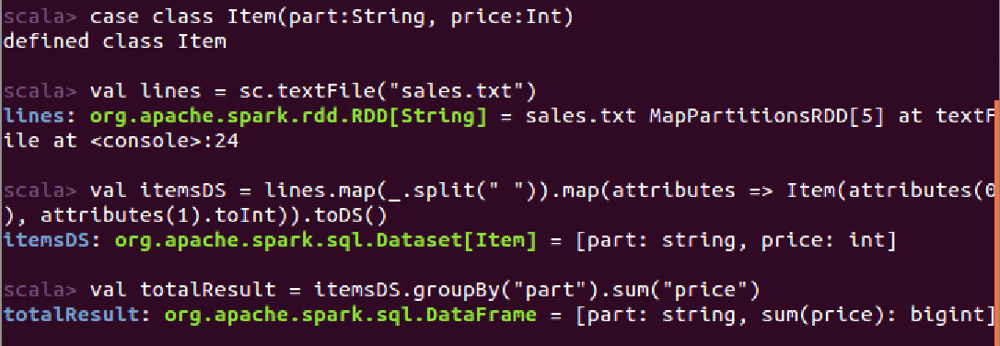 scala> case class Item(part:String, price:Int)
defined class Item
scala> val lines = sc.textFile("sales.txt")
lines: org.apache.spark.rdd.RDD[String] = sales.txt MapPartitionsRDD[5] at textF
ile at <console>:24
scala> val itemsDS = lines.map(_.split(" ")).map(attributes => Item(attributes(0
), attributes(1).toInt)).toDS()
itemsDS: org.apache.spark.sql.Dataset[Item] = [part: string, price: int]
scala> val totalResult = itemsDS.groupBy("part").sum("price")
totalResult: org.apache.spark.sql.DataFrame = [part: string, sum(price): bigint]